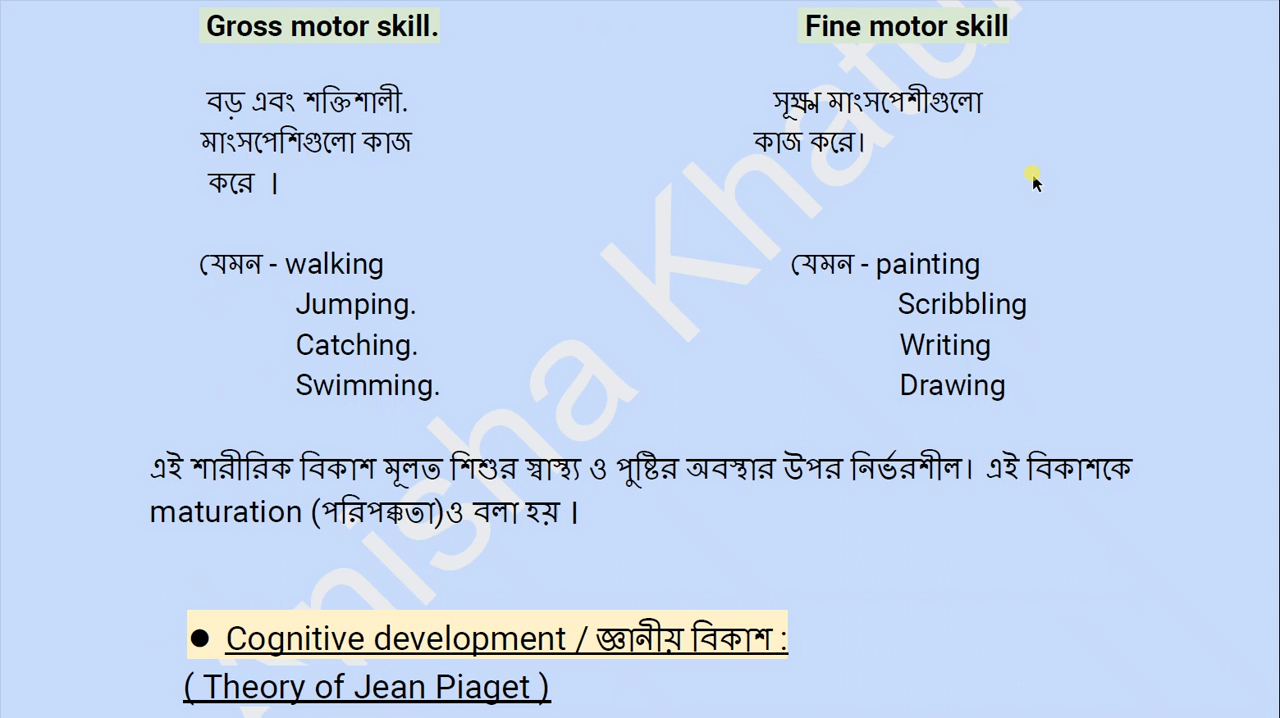 Gross motor skill.
Fine motor skill
বড় এবং শক্তিশালী.
মাংসপেশিগুলো কাজ
করে ।
সূক্ষ্ম মাংসপেশীগুলো
কাজ করে।
যেমন - walking
Jumping.
Catching.
Swimming.
যেমন - painting
Scribbling
Writing
Drawing
এই শারীরিক বিকাশ মূলত শিশুর স্বাস্থ্য ও পুষ্টির অবস্থার উপর নির্ভরশীল। এই বিকাশকে
maturation (পরিপক্কতা)ও বলা হয় ।
● Cognitive development / জ্ঞানীয় বিকাশ :
( Theory of Jean Piaget )